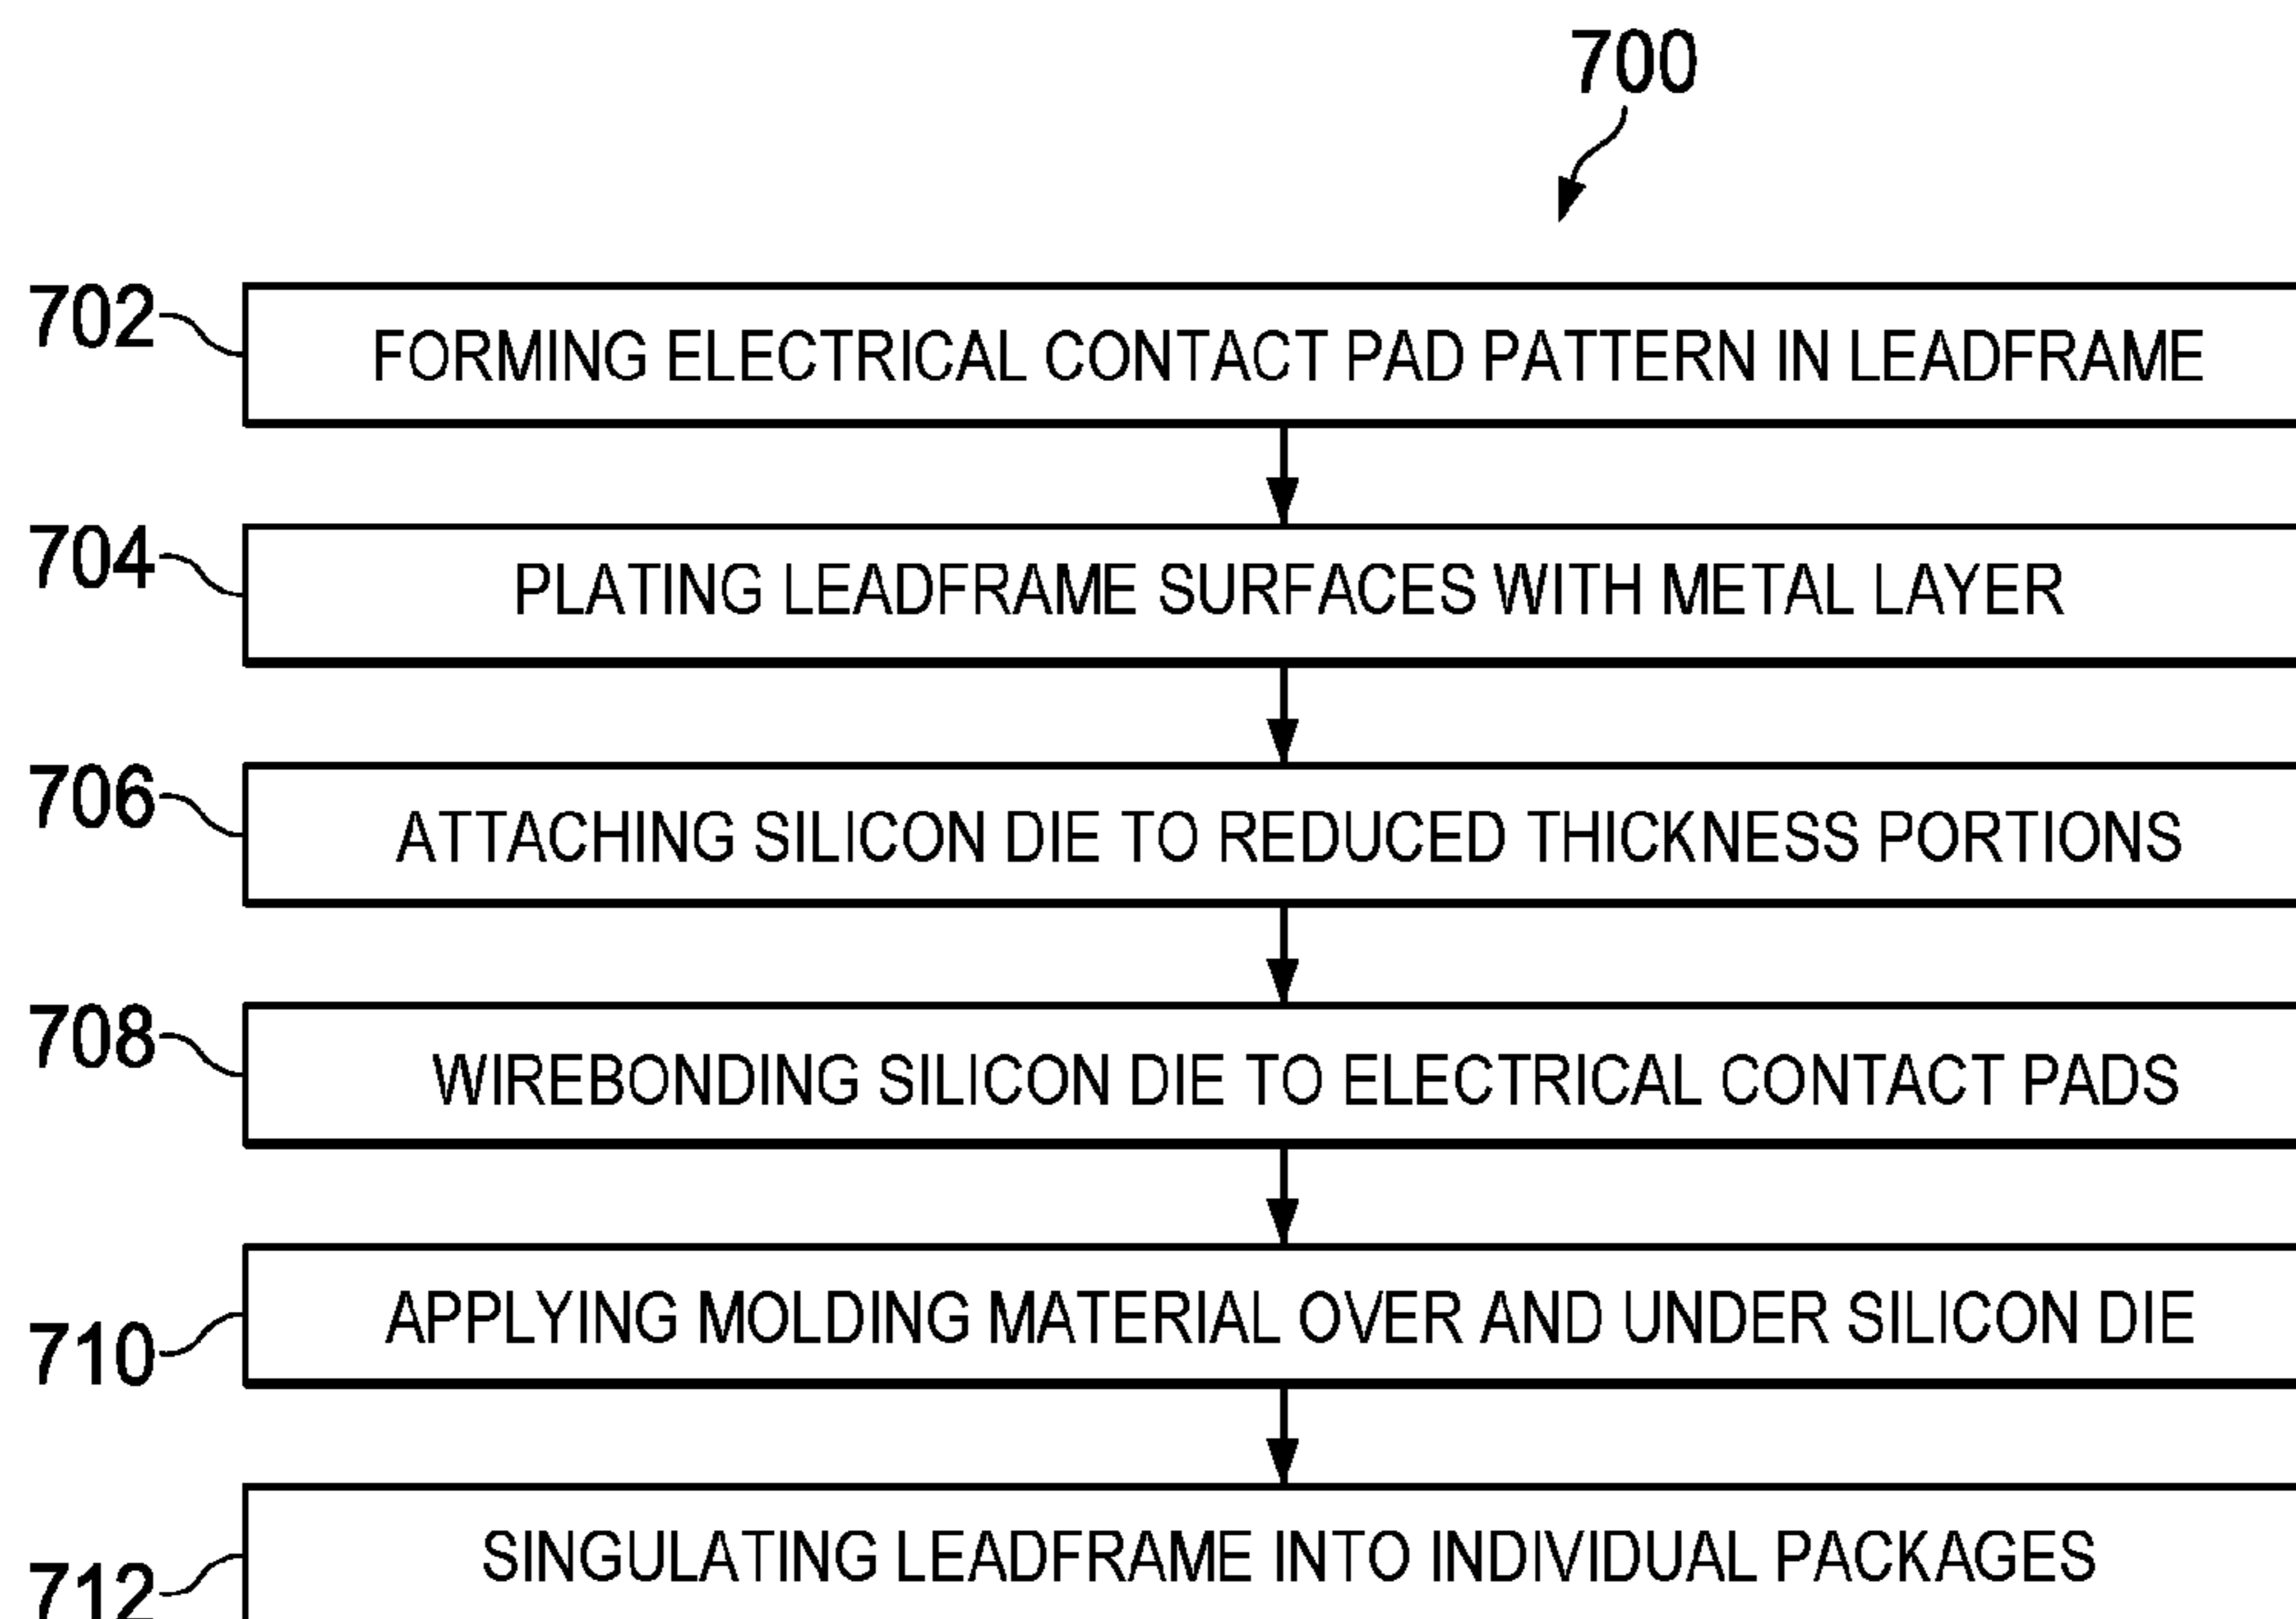 700
702
FORMING ELECTRICAL CONTACT PAD PATTERN IN LEADFRAME
704
PLATING LEADFRAME SURFACES WITH METAL LAYER
706
ATTACHING SILICON DIE TO REDUCED THICKNESS PORTIONS
708
WIREBONDING SILICON DIE TO ELECTRICAL CONTACT PADS
710
APPLYING MOLDING MATERIAL OVER AND UNDER SILICON DIE
712
SINGULATING LEADFRAME INTO INDIVIDUAL PACKAGES